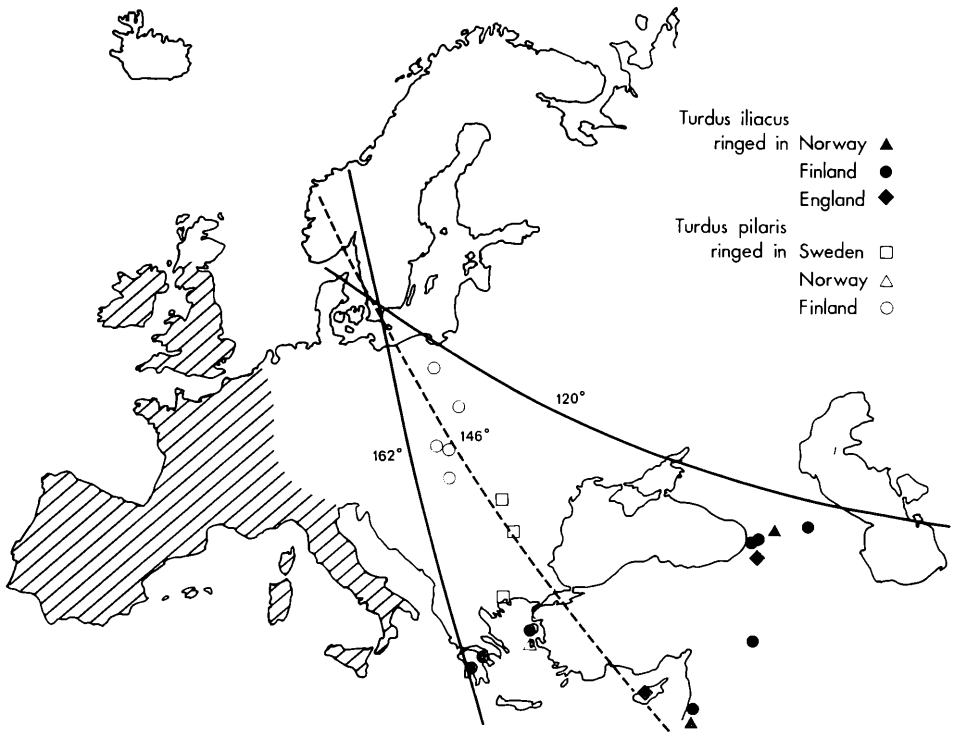 Turdus iliacus
ringed in Norway ▲
Finland ●
England ◆
Turdus pilaris
ringed in Sweden □
Norway △
Finland ○
120°
146°
162°